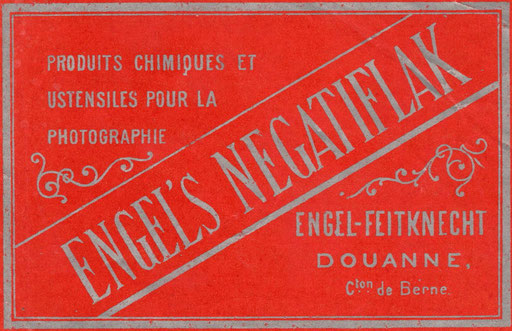 PRODUITS CHIMIQUES ET
USTENSILES POUR LA
PHOTOGRAPHIE
ENGEL'S NEGATIFLAK
ENGEL-FEITKNECHT
DOUANNE,
Cton de Berne.